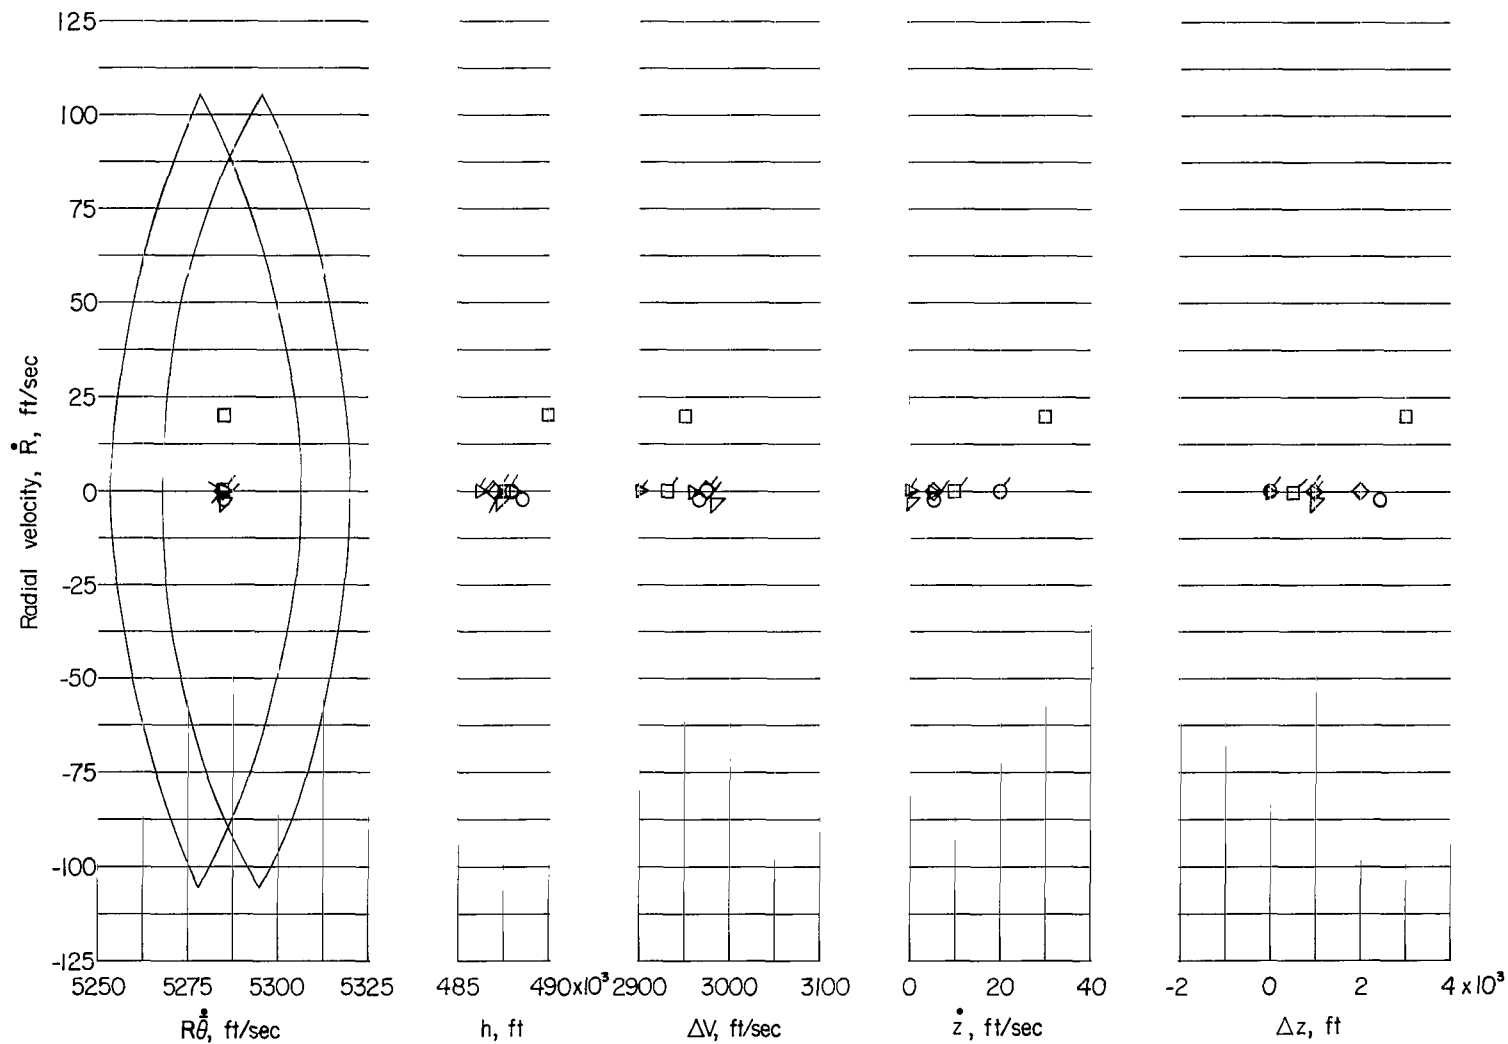 125
100
75
50
25
0
-25
-50
-75
-100
-125
Radial velocity, Ṙ, ft/sec
5250 5275 5300 5325
485 490x10³
2900 3000 3100
0 20 40
-2 0 2 4 x10³
Rθ̇, ft/sec
h, ft
ΔV, ft/sec
ż, ft/sec
Δz, ft